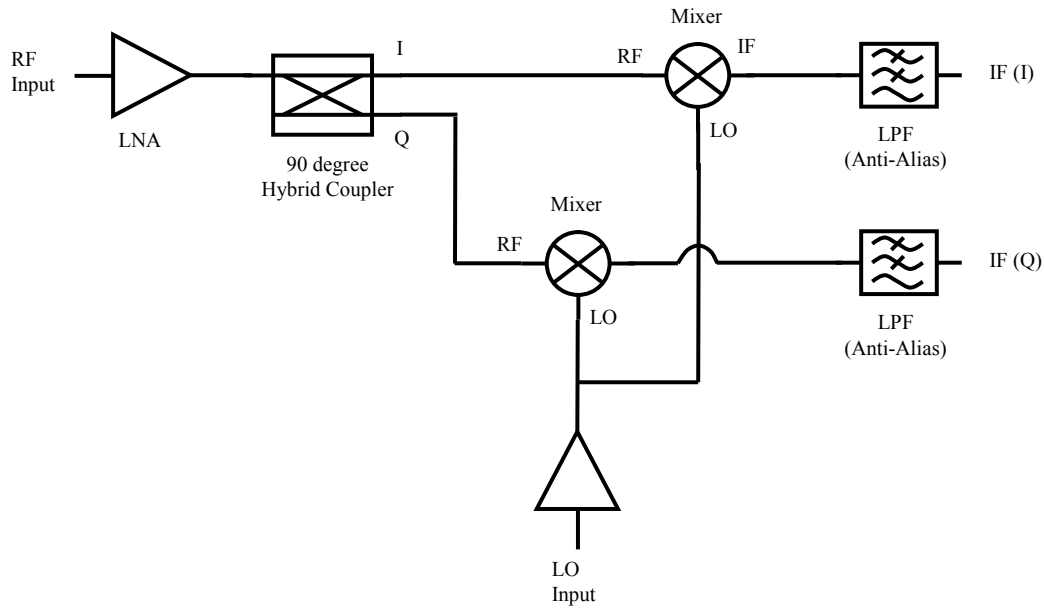 Mixer
RF
Input
I
RF
IF
IF (I)
LNA
Q
LO
LPF
(Anti-Alias)
90 degree
Hybrid Coupler
Mixer
RF
IF (Q)
LO
LPF
(Anti-Alias)
LO
Input